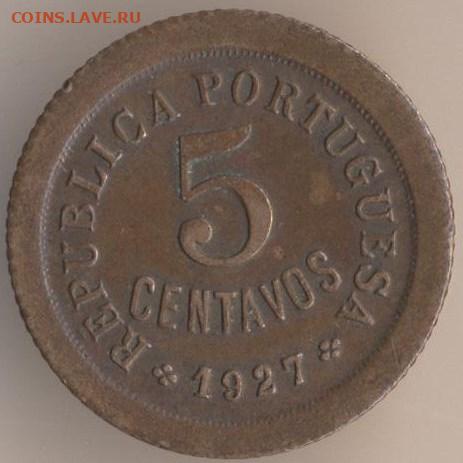 COINS.LAVE.RU
REPUBLICA PORTUGUESA
5
CENTAVOS
1927